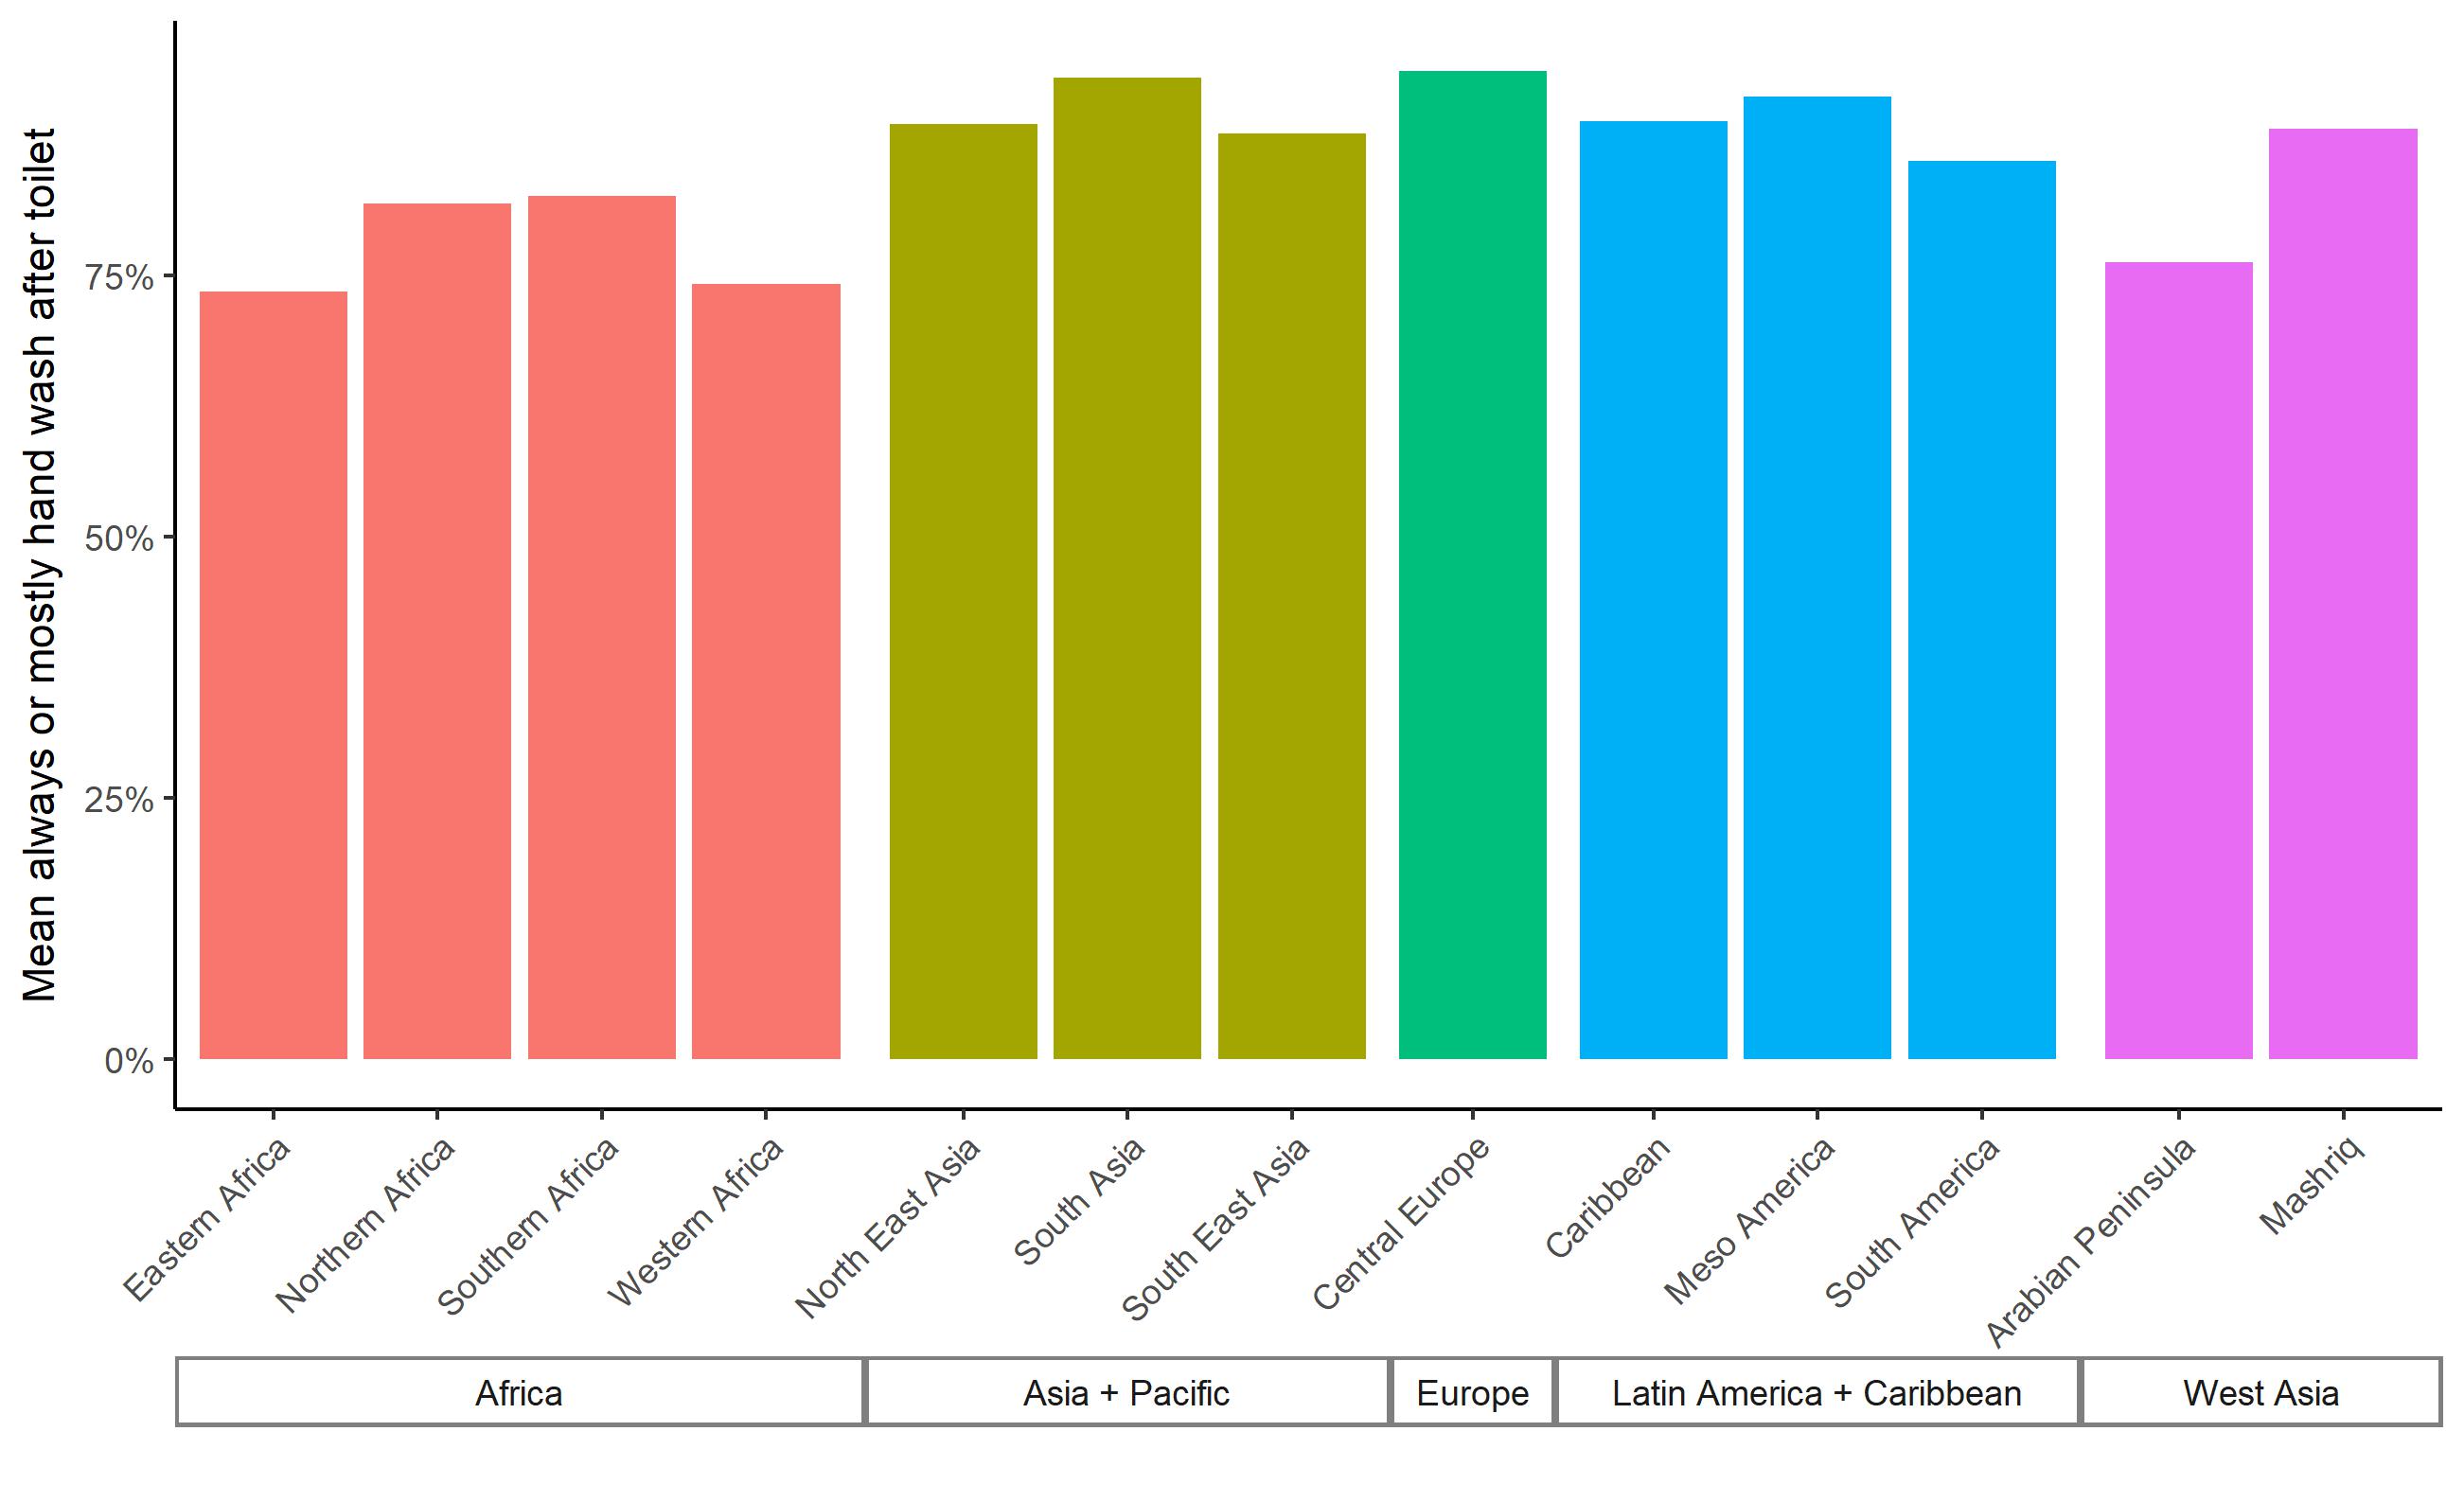 Mean always or mostly hand wash after toilet
75%
50%
25%
0%
Eastern Africa
Northern Africa
Southern Africa
Western Africa
North East Asia
South Asia
South East Asia
Central Europe
Caribbean
Meso America
South America
Arabian Peninsula
Mashriq
Africa
Asia + Pacific
Europe
Latin America + Caribbean
West Asia